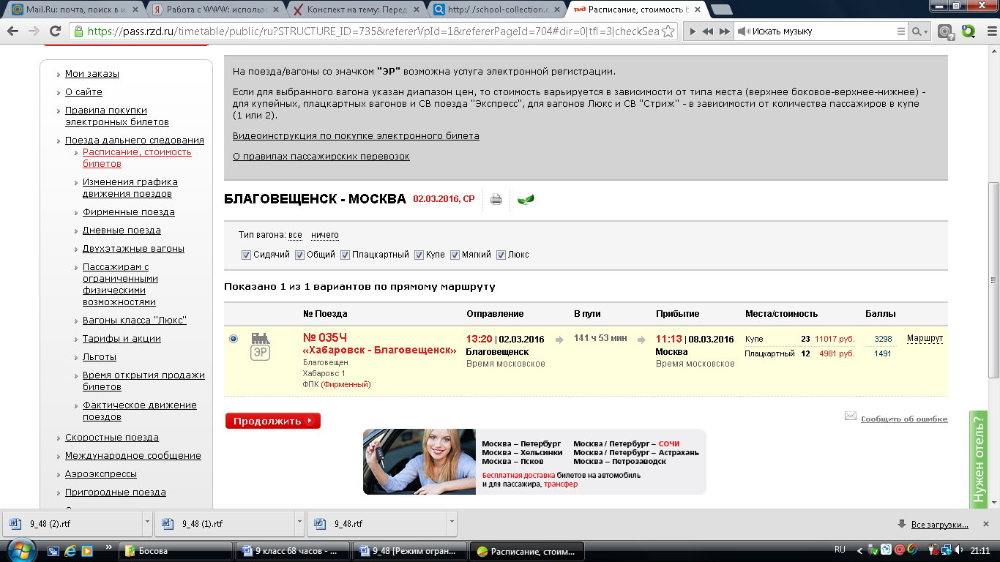 Mail.Ru: почта, поиск в и
Работа с WWW: использ
Конспект на тему: Перед
http://school-collection.e
Расписание, стоимость б
https://pass.rzd.ru/timetable/public/ru?STRUCTURE_ID=735&refererVpId=1&refererPageId=704#dir=0|tfl=3|checkSea
Искать музыку
Мои заказы
О сайте
Правила покупки
электронных билетов
Поезда дальнего следования
Расписание, стоимость
билетов
Изменения графика
движения поездов
Фирменные поезда
Дневные поезда
Двухэтажные вагоны
Пассажирам с
ограниченными
физическими
возможностями
Вагоны класса "Люкс"
Тарифы и акции
Льготы
Время открытия продажи
билетов
Фактическое движение
поездов
Скоростные поезда
Международное сообщение
Аэроэкспрессы
Пригородные поезда
На поезда/вагоны со значком "ЭР" возможна услуга электронной регистрации.
Если для выбранного вагона указан диапазон цен, то стоимость варьируется в зависимости от типа места (верхнее боковое-верхнее-нижнее) -
для купейных, плацкартных вагонов и СВ поезда "Экспресс", для вагонов Люкс и СВ "Стриж" - в зависимости от количества пассажиров в купе
(1 или 2).
Видеоинструкция по покупке электронного билета
О правилах пассажирских перевозок
БЛАГОВЕЩЕНСК - МОСКВА 02.03.2016, СР
Тип вагона: все ничего
Сидячий Общий Плацкартный Купе Мягкий Люкс
Показано 1 из 1 вариантов по прямому маршруту
№ Поезда Отправление В пути Прибытие Места/стоимость Баллы
ЭР
№ 035Ч
«Хабаровск - Благовещенск»
Благовещен
Хабаровс 1
ФПК (Фирменный)
13:20 | 02.03.2016
Благовещенск
Время московское
141 ч 53 мин
11:13 | 08.03.2016
Москва
Время московское
Купе 23 11017 руб. 3298
Плацкартный 12 4981 руб. 1491
Маршрут
Продолжить
Сообщить об ошибке
Москва – Петербург
Москва – Хельсинки
Москва – Псков
Москва / Петербург – СОЧИ
Москва / Петербург – Астрахань
Москва – Петрозаводск
Бесплатная доставка билетов на автомобиль
и для пассажира, трансфер
Нужен отель?
9_48 (2).rtf
9_48 (1).rtf
9_48.rtf
Все загрузки...
Босова
9 класс 68 часов - ...
9_48 [Режим огран...
Расписание, стоим...
RU
21:11